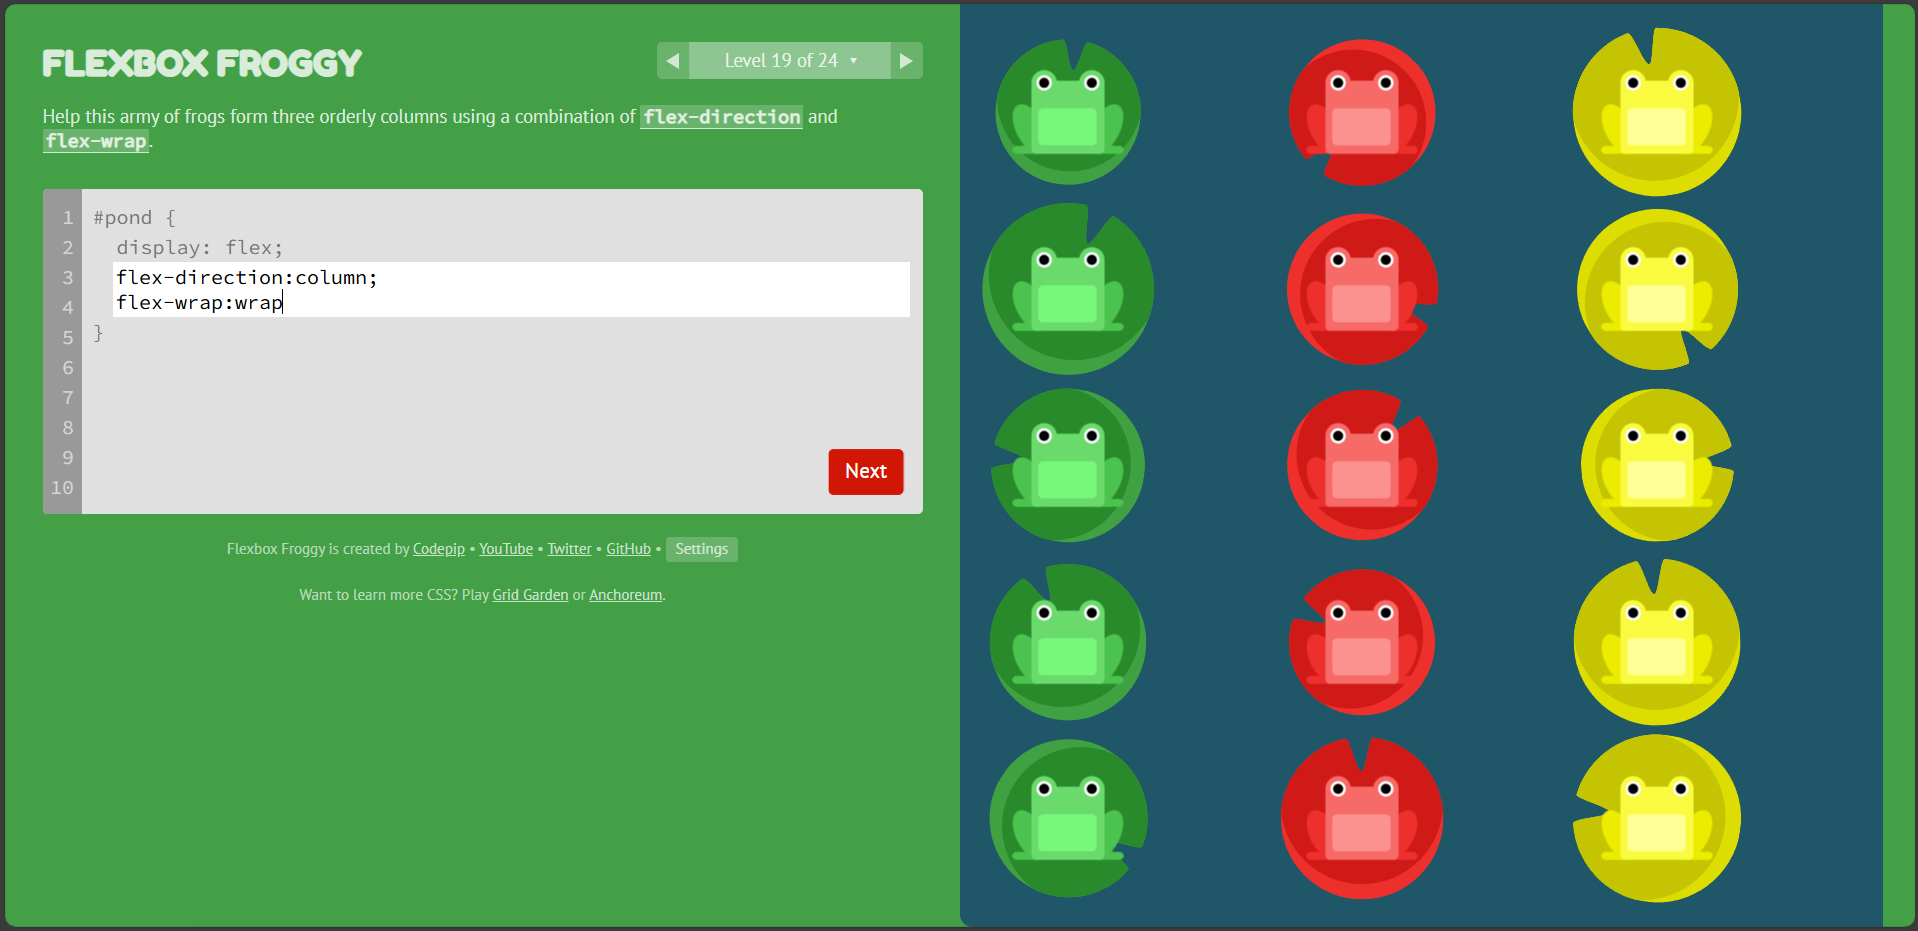 FLEXBOX FROGGY
◀ Level 19 of 24 ▾ ▶
Help this army of frogs form three orderly columns using a combination of flex-direction and
flex-wrap.
1 #pond {
2 display: flex;
3 flex-direction:column;
4 flex-wrap:wrap
5 }
6
7
8
9
10
Next
Flexbox Froggy is created by Codepip • YouTube • Twitter • GitHub • Settings
Want to learn more CSS? Play Grid Garden or Anchoreum.